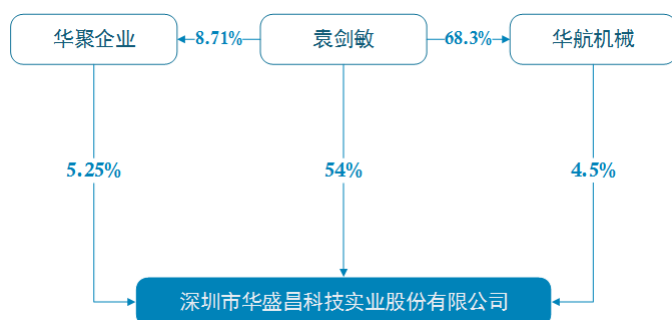 华聚企业
8.71%
袁剑敏
68.3%
华航机械
5.25%
54%
4.5%
深圳市华盛昌科技实业股份有限公司